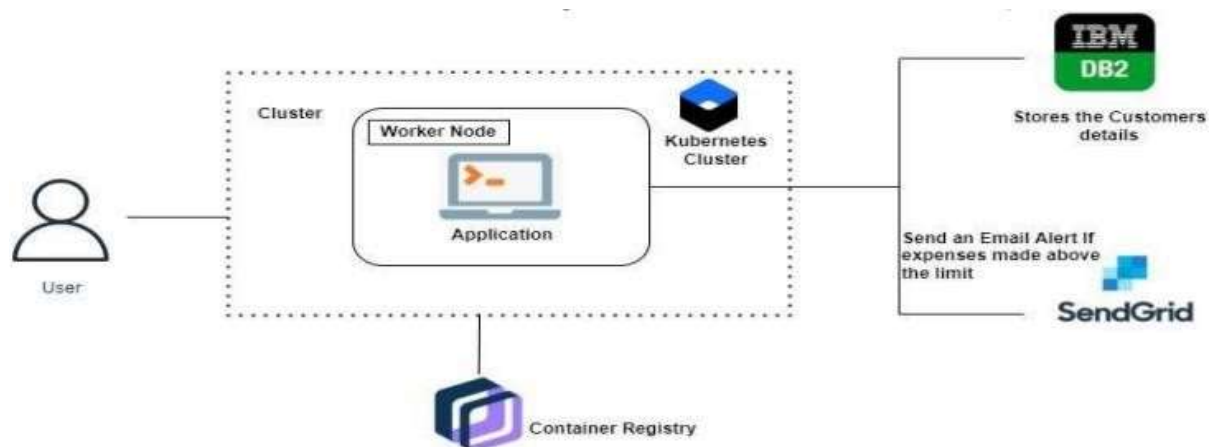 IBM
DB2
Stores the Customers
details
Cluster
Worker Node
Kubernetes
Cluster
Application
User
Send an Email Alert If
expenses made above
the limit
SendGrid
Container Registry